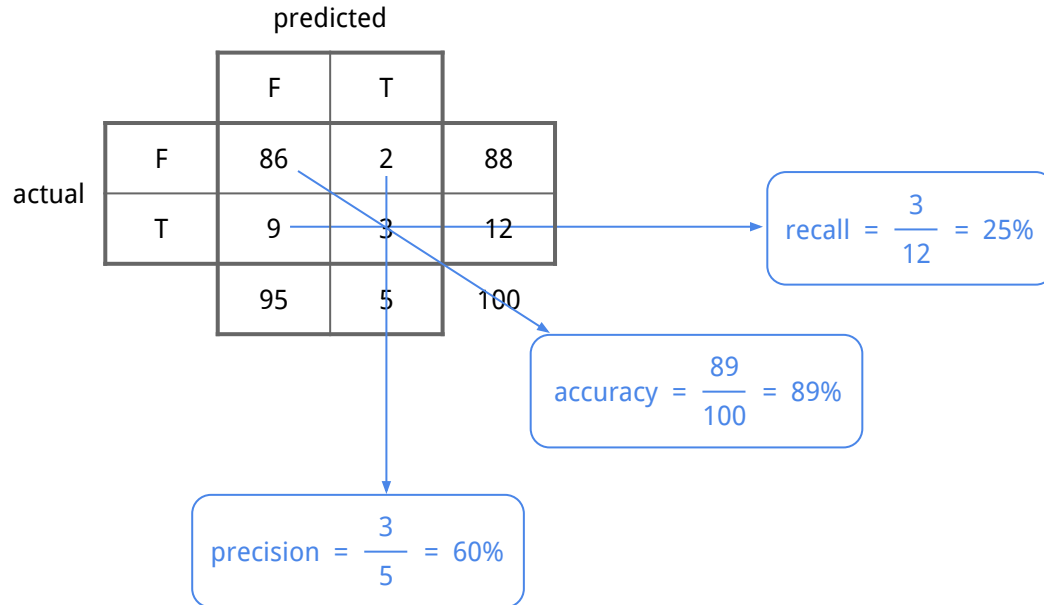 predicted
F T
F 86 2 88
actual
T 9 3 12
95 5 100
recall = 3/12 = 25%
accuracy = 89/100 = 89%
precision = 3/5 = 60%